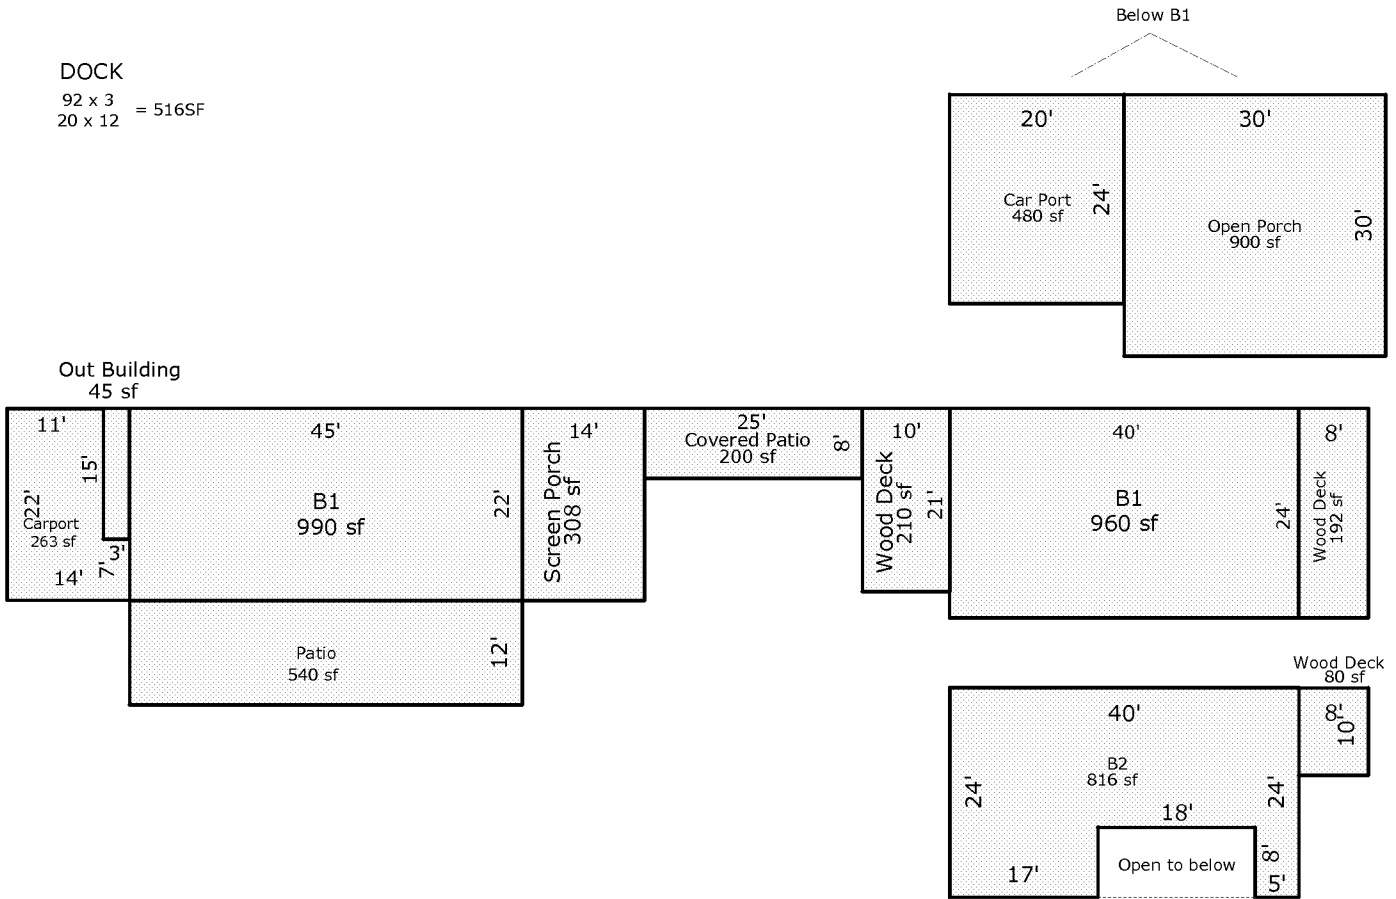 Below B1
DOCK
92 x 3
20 x 12
= 516SF
20'
30'
Car Port
480 sf
24'
Open Porch
900 sf
30'
Out Building
45 sf
11'
15'
22'
Carport
263 sf
3'
7'
14'
45'
B1
990 sf
22'
14'
Screen Porch
308 sf
25'
Covered Patio
200 sf
8'
10'
Wood Deck
210 sf
21'
40'
B1
960 sf
24'
8'
Wood Deck
192 sf
Patio
540 sf
12'
Wood Deck
80 sf
40'
8'
10'
B2
816 sf
24'
24'
18'
Open to below
8'
17'
5'